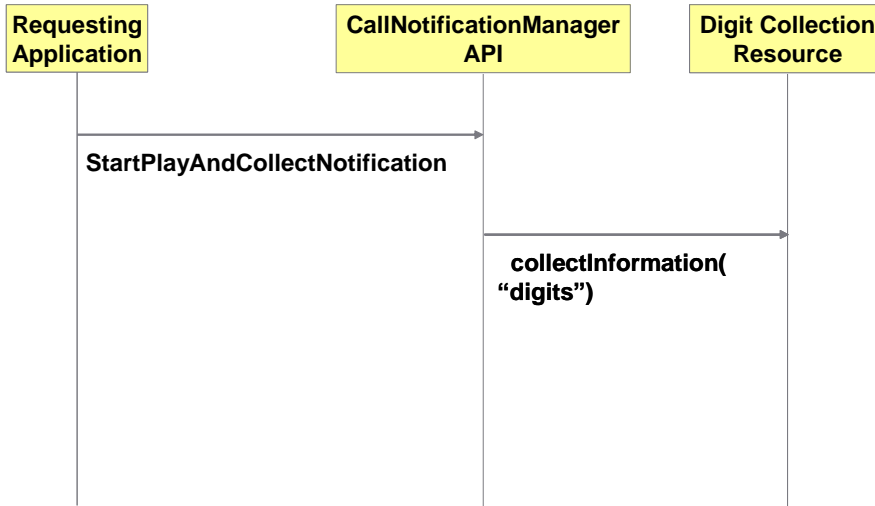 Requesting
Application
CallNotificationManager
API
Digit Collection
Resource
StartPlayAndCollectNotification
collectInformation(
“digits”)